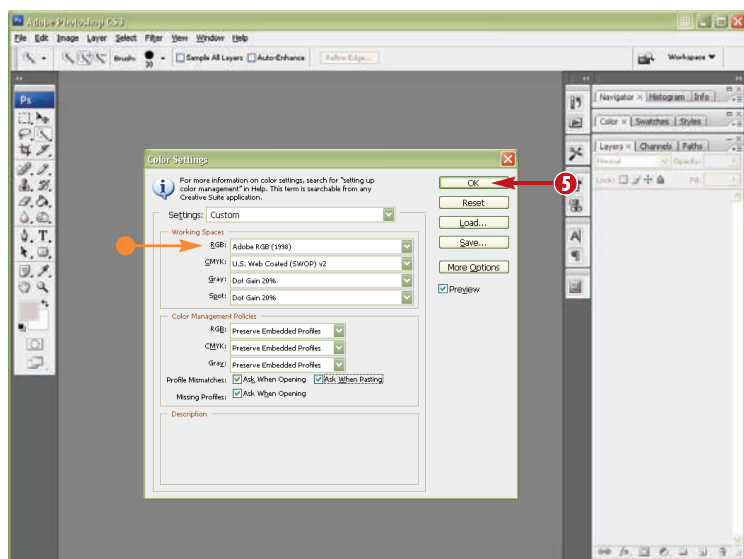 Adobe Photoshop CS3
File Edit Image Layer Select Filter View Window Help
Brush: 30 Sample All Layers Auto-Enhance Refine Edge... Workspace
Ps
Navigator × Histogram Info
Color × Swatches Styles
Layers × Channels Paths
Normal Opacity:
Lock: Fill:
Color Settings
For more information on color settings, search for "setting up
color management" in Help. This term is searchable from any
Creative Suite application.
Settings: Custom
Working Spaces
RGB: Adobe RGB (1998)
CMYK: U.S. Web Coated (SWOP) v2
Gray: Dot Gain 20%
Spot: Dot Gain 20%
Color Management Policies
RGB: Preserve Embedded Profiles
CMYK: Preserve Embedded Profiles
Gray: Preserve Embedded Profiles
Profile Mismatches: Ask When Opening Ask When Pasting
Missing Profiles: Ask When Opening
Description
OK
5
Reset
Load...
Save...
More Options
Preview